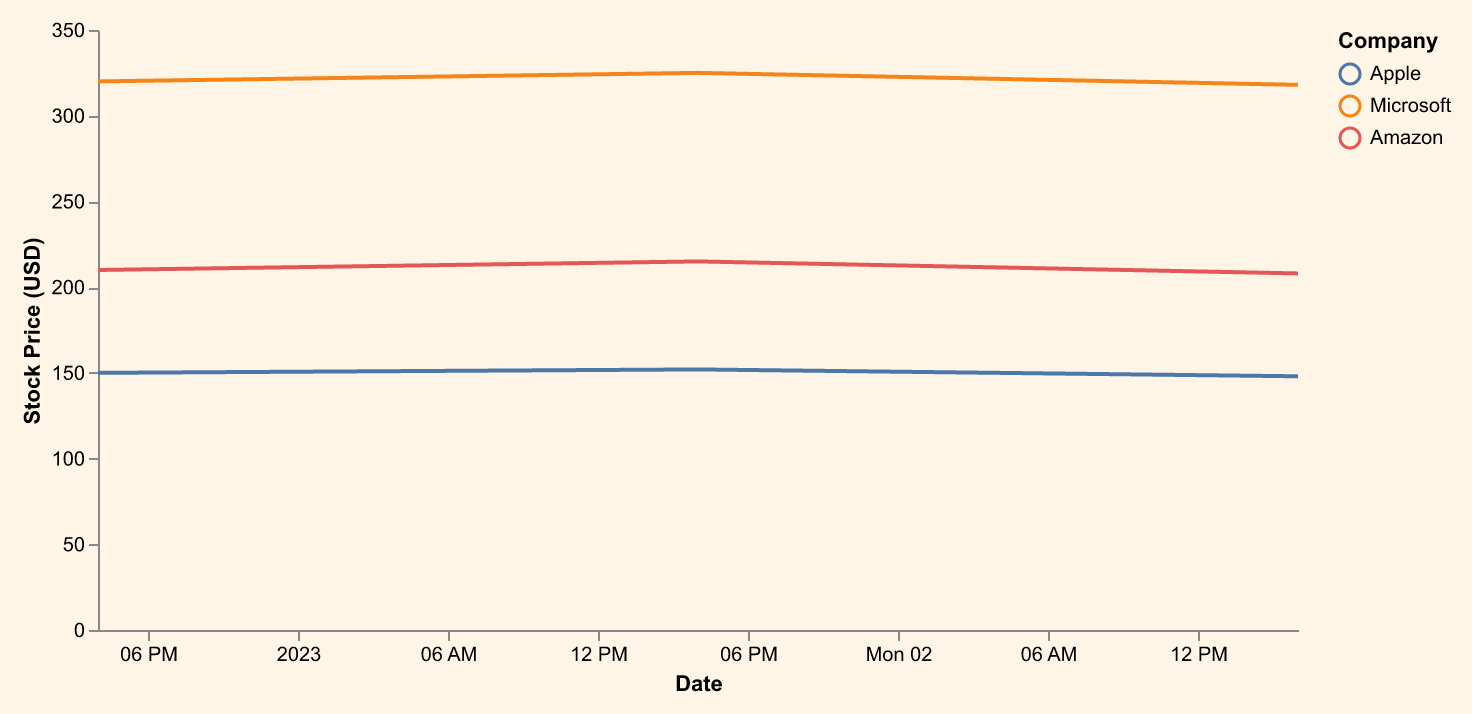 350
300
250
200
150
100
50
0
Stock Price (USD)
06 PM
2023
06 AM
12 PM
06 PM
Mon 02
06 AM
12 PM
Date
Company
Apple
Microsoft
Amazon